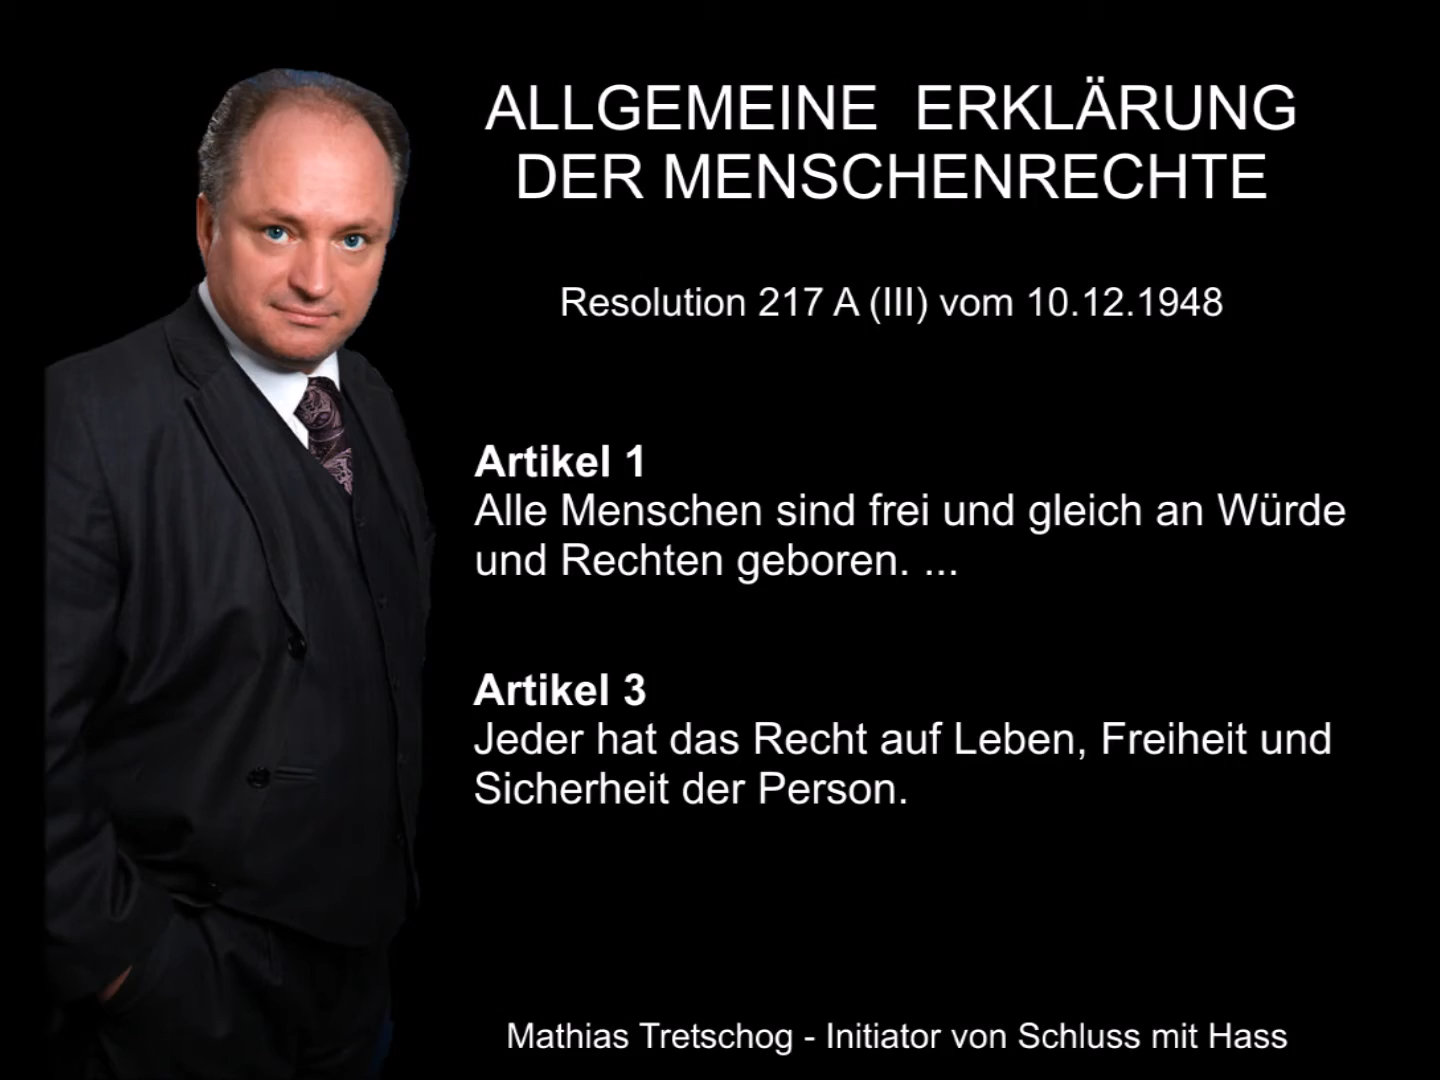 ALLGEMEINE ERKLÄRUNG
DER MENSCHENRECHTE
Resolution 217 A (III) vom 10.12.1948
Artikel 1
Alle Menschen sind frei und gleich an Würde
und Rechten geboren. ...
Artikel 3
Jeder hat das Recht auf Leben, Freiheit und
Sicherheit der Person.
Mathias Tretschog - Initiator von Schluss mit Hass